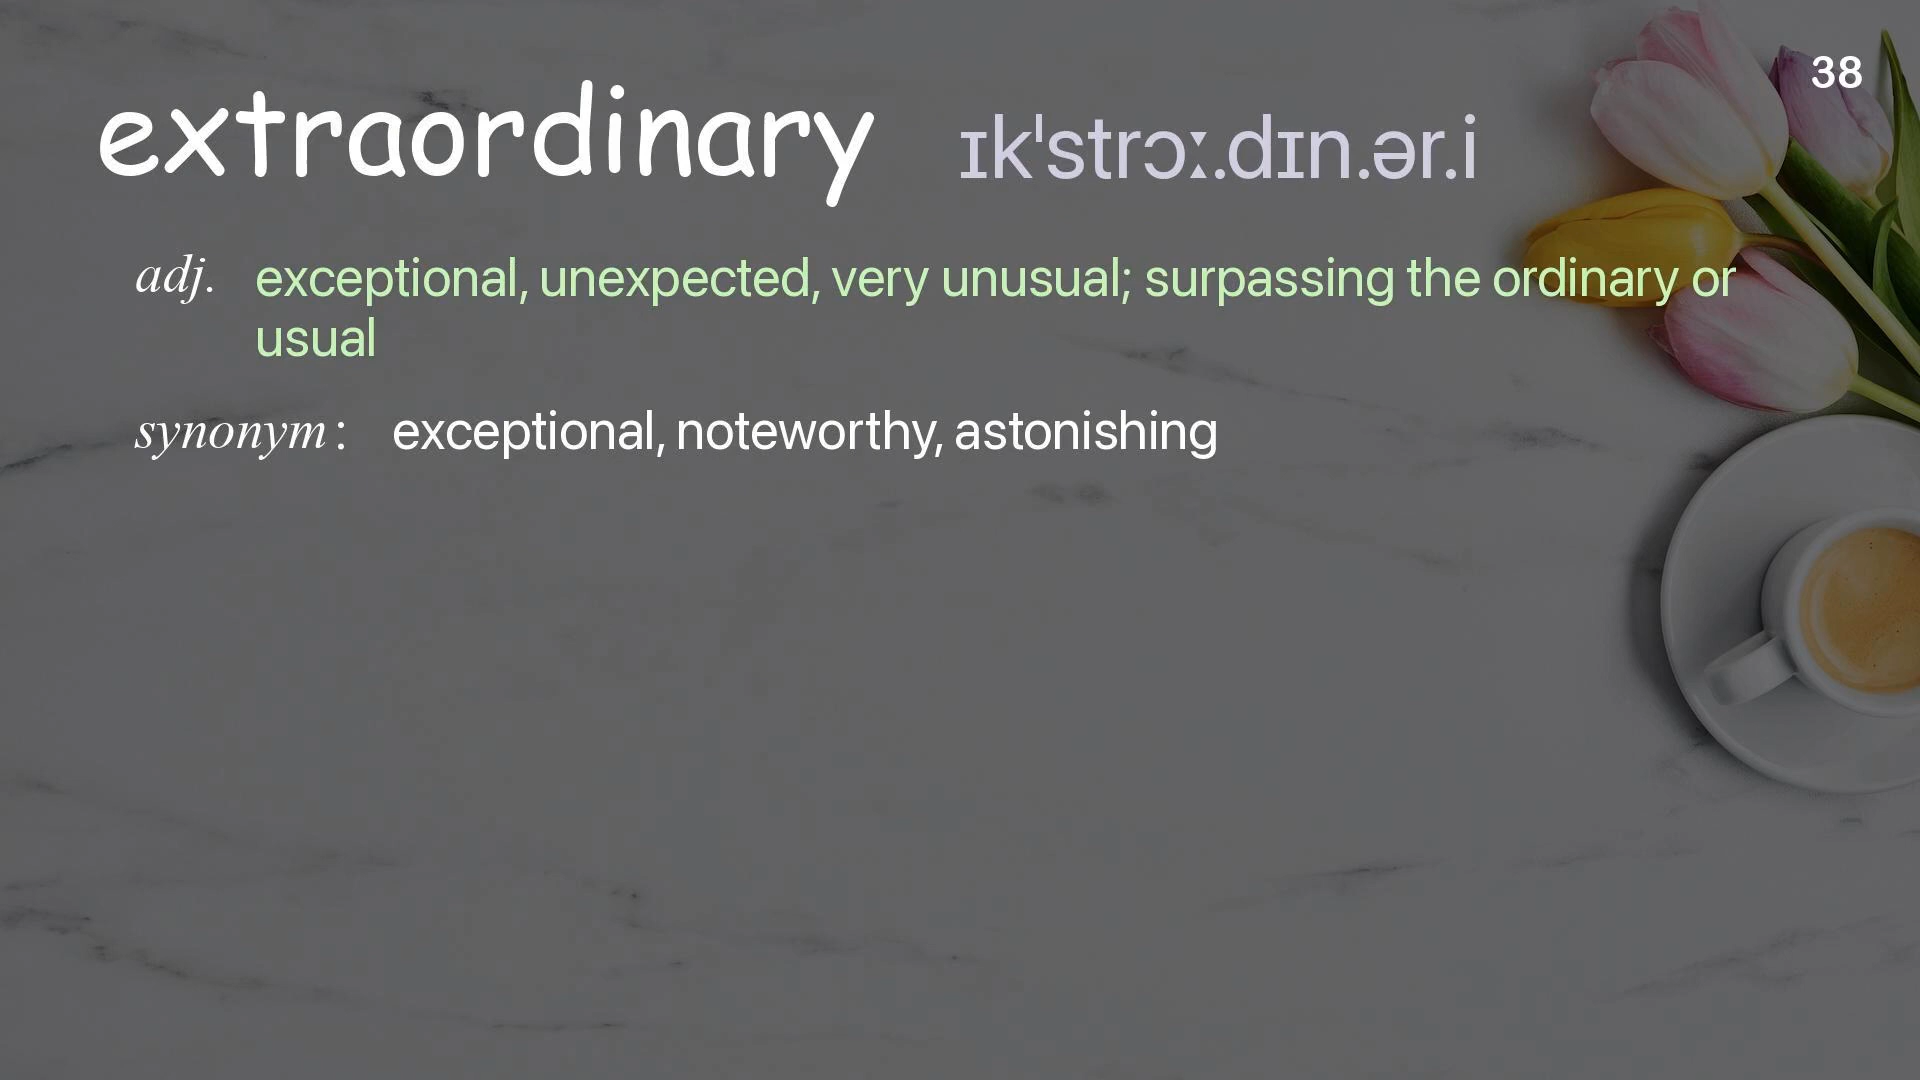 38
extraordinary ɪkˈstrɔː.dɪn.ər.i
adj. exceptional, unexpected, very unusual; surpassing the ordinary or
usual
synonym: exceptional, noteworthy, astonishing